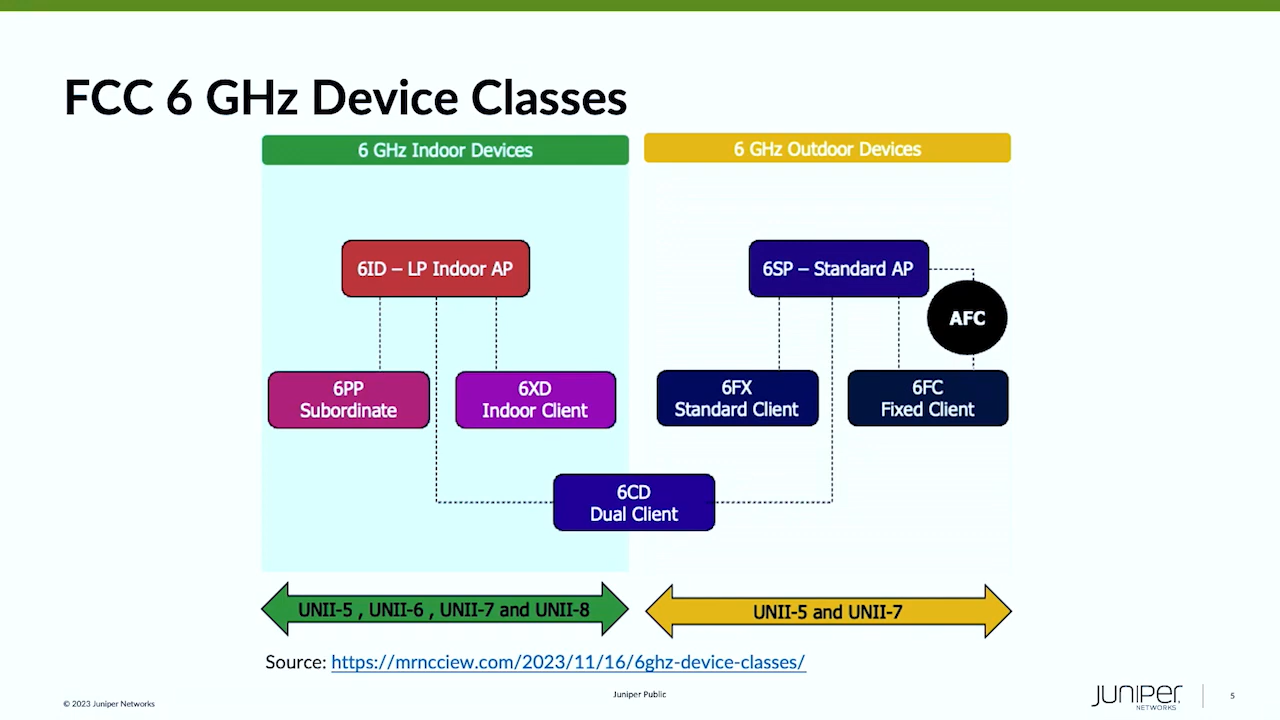 FCC 6 GHz Device Classes
6 GHz Indoor Devices
6 GHz Outdoor Devices
6ID – LP Indoor AP
6SP – Standard AP
AFC
6PP
Subordinate
6XD
Indoor Client
6FX
Standard Client
6FC
Fixed Client
6CD
Dual Client
UNII-5 , UNII-6 , UNII-7 and UNII-8
UNII-5 and UNII-7
Source: https://mrncciew.com/2023/11/16/6ghz-device-classes/
© 2023 Juniper Networks
Juniper Public
JUNIPER
NETWORKS
5